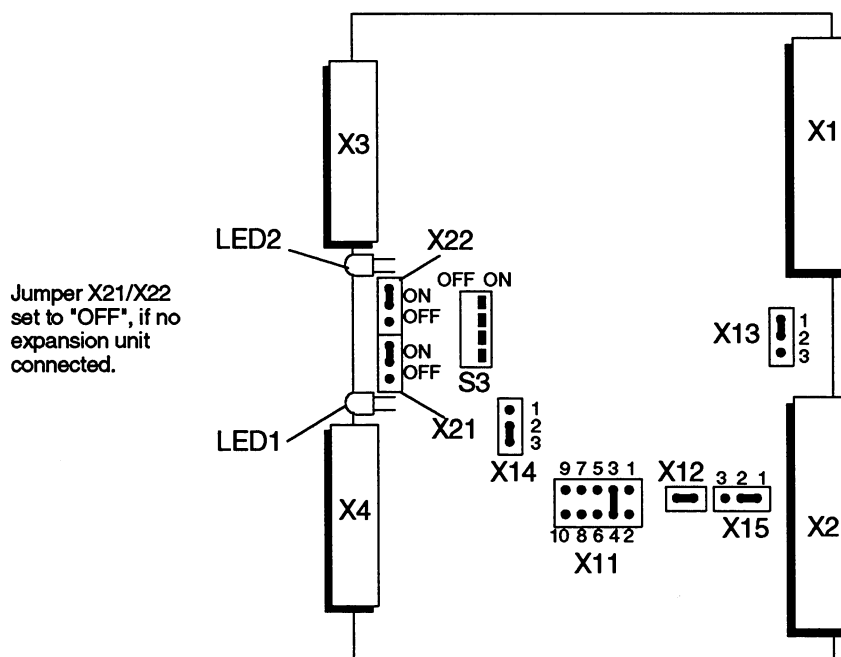 X3
X1
LED2
X22
OFF ON
Jumper X21/X22
set to "OFF", if no
expansion unit
connected.
ON
OFF
ON
OFF
S3
X13
1
2
3
LED1
X21
X14
1
2
3
X4
9 7 5 3 1
10 8 6 4 2
X11
X12
3 2 1
X15
X2